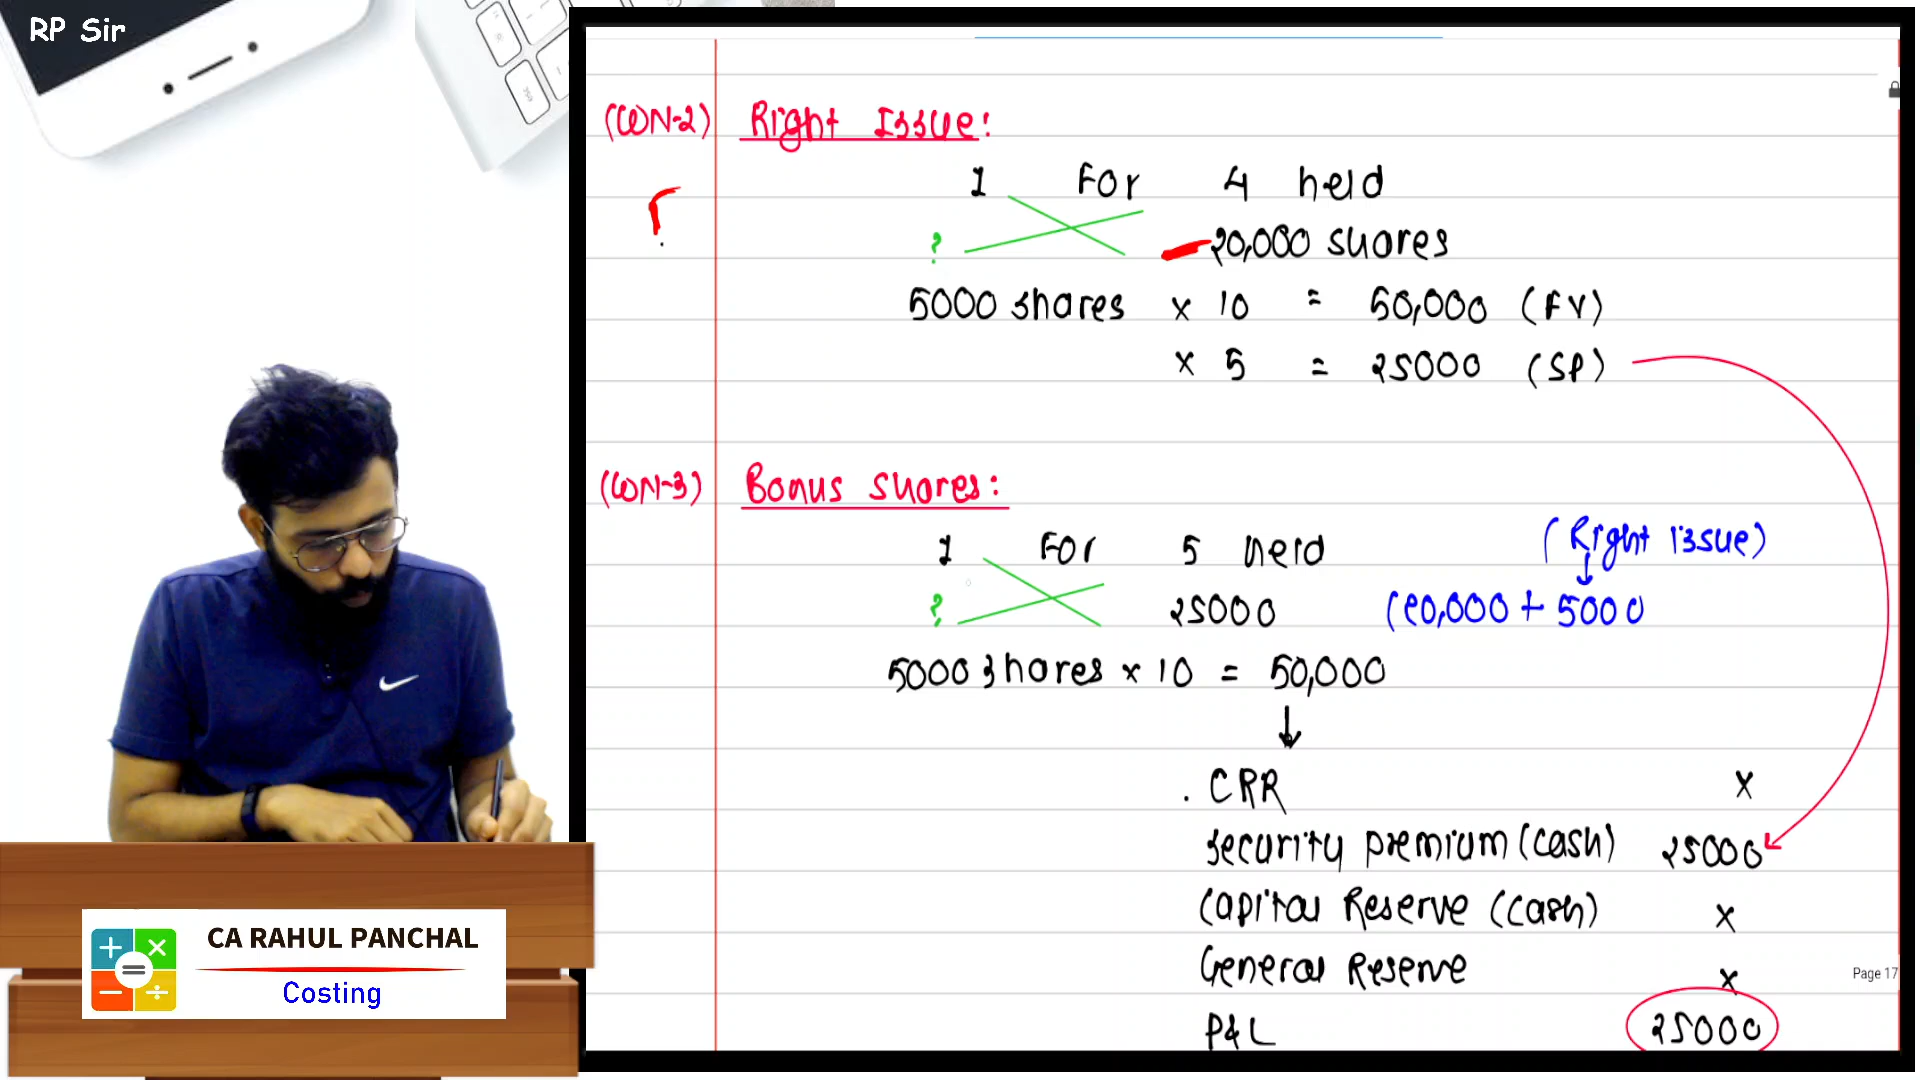 RP Sir
(WN-2) Right Issue:
1 For 4 held
? 20,000 shares
5000 shares × 10 = 50,000 (FV)
× 5 = 25000 (SP)
(WN-3) Bonus Shares:
1 For 5 held (Right issue)
? 25000 (20,000 + 5000
5000 shares × 10 = 50,000
CRR ×
Security premium (cash) 25000
Capital Reserve (cash) ×
General Reserve ×
Page 17
P&L 25000
CA RAHUL PANCHAL
Costing